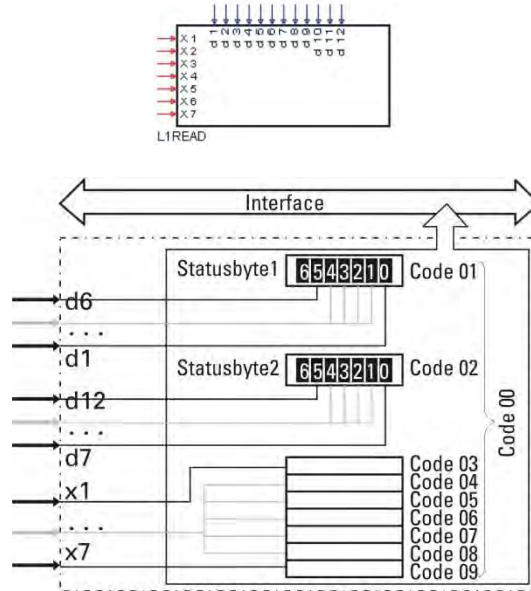 X1
X2
X3
X4
X5
X6
X7
d1
d2
d3
d4
d5
d6
d7
d8
d9
d10
d11
d12
L1READ
Interface
Statusbyte1 6543210 Code 01
d6
...
d1
Statusbyte2 6543210 Code 02
d12
...
d7
Code 00
x1
...
x7
Code 03
Code 04
Code 05
Code 06
Code 07
Code 08
Code 09